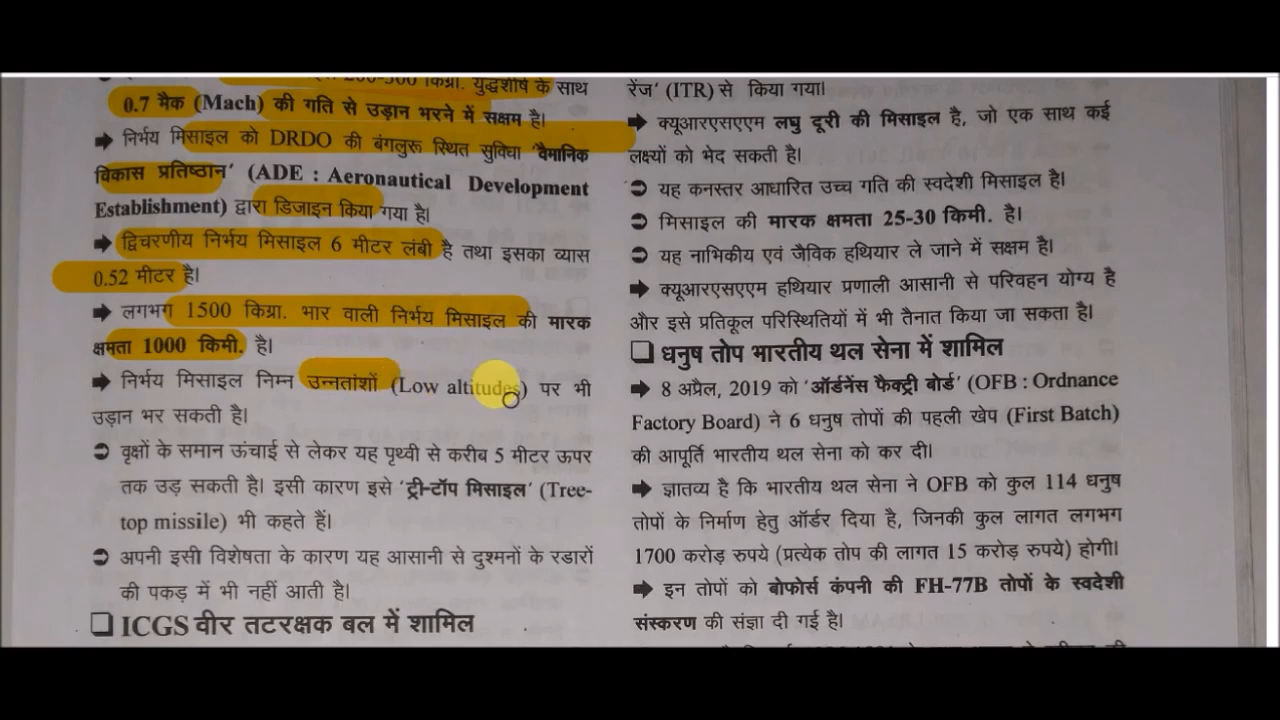 200-300 किग्रा. युद्धशीर्ष के साथ
0.7 मैक (Mach) की गति से उड़ान भरने में सक्षम है।
➔ निर्भय मिसाइल को DRDO की बंगलुरू स्थित सुविधा 'वैमानिक
विकास प्रतिष्ठान' (ADE : Aeronautical Development
Establishment) द्वारा डिजाइन किया गया है।
➔ द्विचरणीय निर्भय मिसाइल 6 मीटर लंबी है तथा इसका व्यास
0.52 मीटर है।
➔ लगभग 1500 किग्रा. भार वाली निर्भय मिसाइल की मारक
क्षमता 1000 किमी. है।
➔ निर्भय मिसाइल निम्न उन्नतांशों (Low altitudes) पर भी
उड़ान भर सकती है।
➲ वृक्षों के समान ऊंचाई से लेकर यह पृथ्वी से करीब 5 मीटर ऊपर
तक उड़ सकती है। इसी कारण इसे 'ट्री-टॉप मिसाइल' (Tree-
top missile) भी कहते हैं।
➲ अपनी इसी विशेषता के कारण यह आसानी से दुश्मनों के रडारों
की पकड़ में भी नहीं आती है।
❑ ICGS वीर तटरक्षक बल में शामिल
रेंज' (ITR) से किया गया।
➔ क्यूआरएसएएम लघु दूरी की मिसाइल है, जो एक साथ कई
लक्ष्यों को भेद सकती है।
➲ यह कनस्तर आधारित उच्च गति की स्वदेशी मिसाइल है।
➲ मिसाइल की मारक क्षमता 25-30 किमी. है।
➲ यह नाभिकीय एवं जैविक हथियार ले जाने में सक्षम है।
➔ क्यूआरएसएएम हथियार प्रणाली आसानी से परिवहन योग्य है
और इसे प्रतिकूल परिस्थितियों में भी तैनात किया जा सकता है।
❑ धनुष तोप भारतीय थल सेना में शामिल
➔ 8 अप्रैल, 2019 को 'ऑर्डनेंस फैक्ट्री बोर्ड' (OFB : Ordnance
Factory Board) ने 6 धनुष तोपों की पहली खेप (First Batch)
की आपूर्ति भारतीय थल सेना को कर दी।
➔ ज्ञातव्य है कि भारतीय थल सेना ने OFB को कुल 114 धनुष
तोपों के निर्माण हेतु ऑर्डर दिया है, जिनकी कुल लागत लगभग
1700 करोड़ रुपये (प्रत्येक तोप की लागत 15 करोड़ रुपये) होगी।
➔ इन तोपों को बोफोर्स कंपनी की FH-77B तोपों के स्वदेशी
संस्करण की संज्ञा दी गई है।